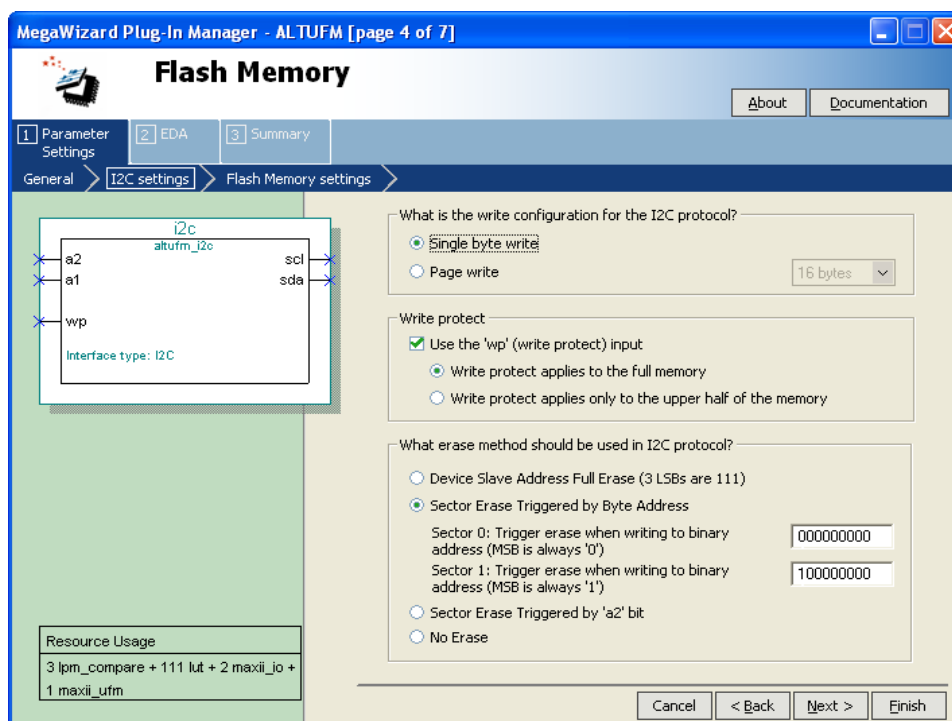 MegaWizard Plug-In Manager - ALTUFM [page 4 of 7]
Flash Memory
About
Documentation
1 Parameter Settings
2 EDA
3 Summary
General
I2C settings
Flash Memory settings
i2c
altufm_i2c
a2
scl
a1
sda
wp
Interface type: I2C
Resource Usage
3 lpm_compare + 111 lut + 2 maxii_io +
1 maxii_ufm
What is the write configuration for the I2C protocol?
Single byte write
Page write
16 bytes
Write protect
Use the 'wp' (write protect) input
Write protect applies to the full memory
Write protect applies only to the upper half of the memory
What erase method should be used in I2C protocol?
Device Slave Address Full Erase (3 LSBs are 111)
Sector Erase Triggered by Byte Address
Sector 0: Trigger erase when writing to binary
address (MSB is always '0')
000000000
Sector 1: Trigger erase when writing to binary
address (MSB is always '1')
100000000
Sector Erase Triggered by 'a2' bit
No Erase
Cancel
< Back
Next >
Finish